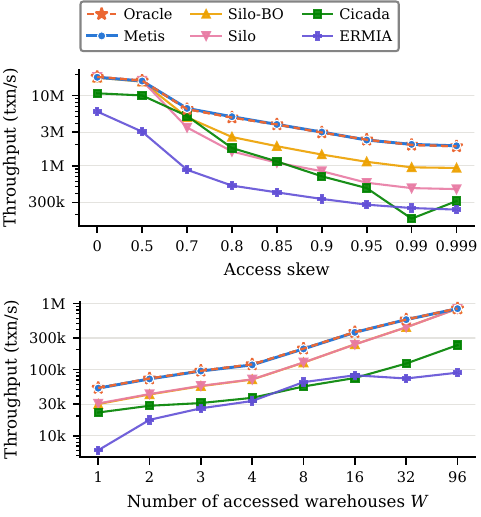 Oracle Silo-BO Cicada
Metis Silo ERMIA
Throughput (txn/s)
10M
3M
1M
300k
0 0.5 0.7 0.8 0.85 0.9 0.95 0.99 0.999
Access skew
Throughput (txn/s)
1M
300k
100k
30k
10k
1 2 3 4 8 16 32 96
Number of accessed warehouses W